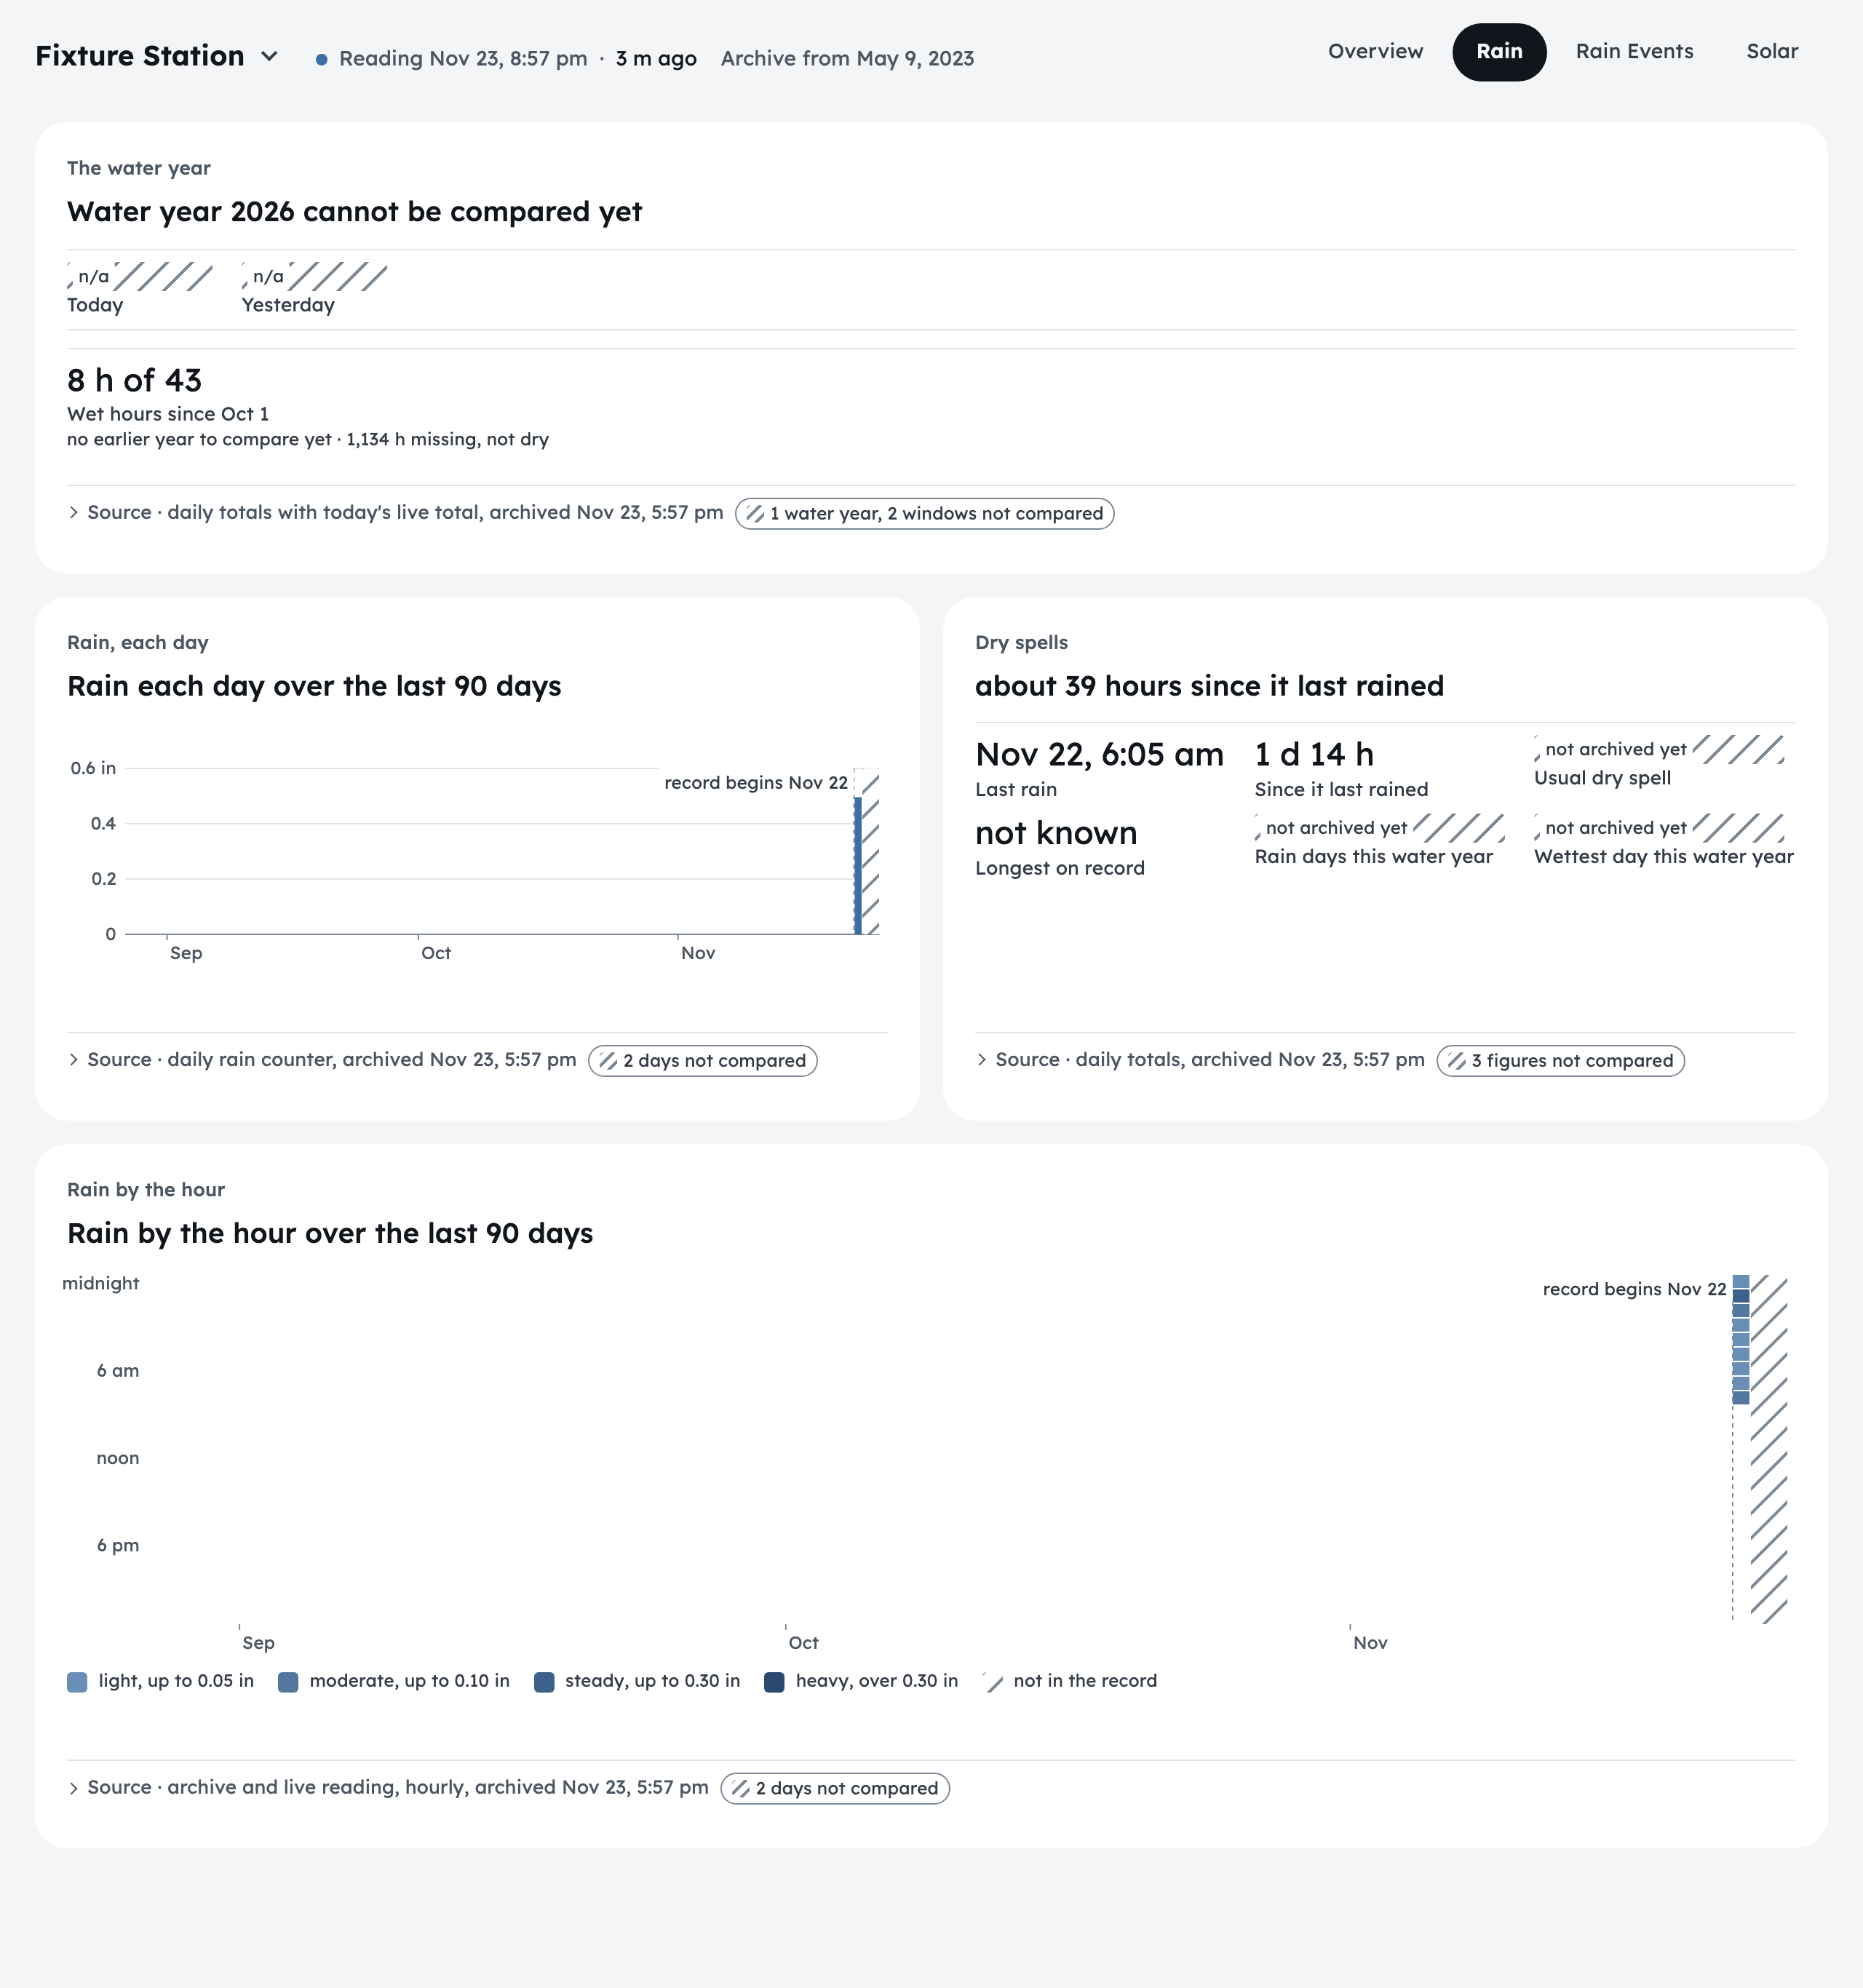 Fixture Station
Reading Nov 23, 8:57 pm · 3 m ago Archive from May 9, 2023
Overview Rain Rain Events Solar
The water year
Water year 2026 cannot be compared yet
n/a n/a
Today Yesterday
8 h of 43
Wet hours since Oct 1
no earlier year to compare yet · 1,134 h missing, not dry
Source · daily totals with today's live total, archived Nov 23, 5:57 pm 1 water year, 2 windows not compared
Rain, each day
Rain each day over the last 90 days
0.6 in
record begins Nov 22
0.4
0.2
0
Sep Oct Nov
Source · daily rain counter, archived Nov 23, 5:57 pm 2 days not compared
Dry spells
about 39 hours since it last rained
Nov 22, 6:05 am 1 d 14 h not archived yet
Last rain Since it last rained Usual dry spell
not known not archived yet not archived yet
Longest on record Rain days this water year Wettest day this water year
Source · daily totals, archived Nov 23, 5:57 pm 3 figures not compared
Rain by the hour
Rain by the hour over the last 90 days
midnight
record begins Nov 22
6 am
noon
6 pm
Sep Oct Nov
light, up to 0.05 in moderate, up to 0.10 in steady, up to 0.30 in heavy, over 0.30 in not in the record
Source · archive and live reading, hourly, archived Nov 23, 5:57 pm 2 days not compared